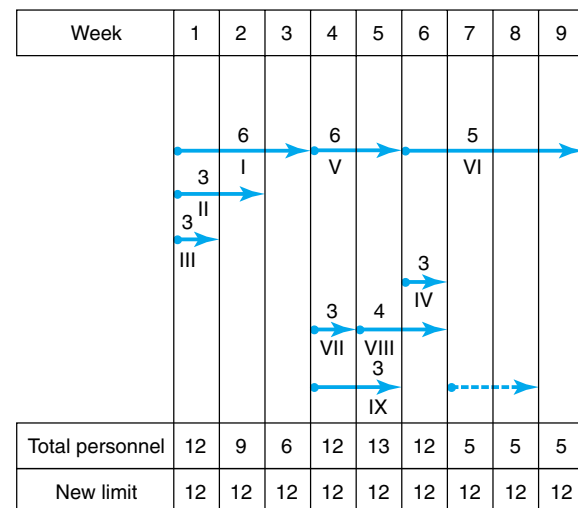 Week 1 2 3 4 5 6 7 8 9
6 6 5
I V VI
3
II
3
III
3
IV
3 4
VII VIII
3
IX
Total personnel 12 9 6 12 13 12 5 5 5
New limit 12 12 12 12 12 12 12 12 12